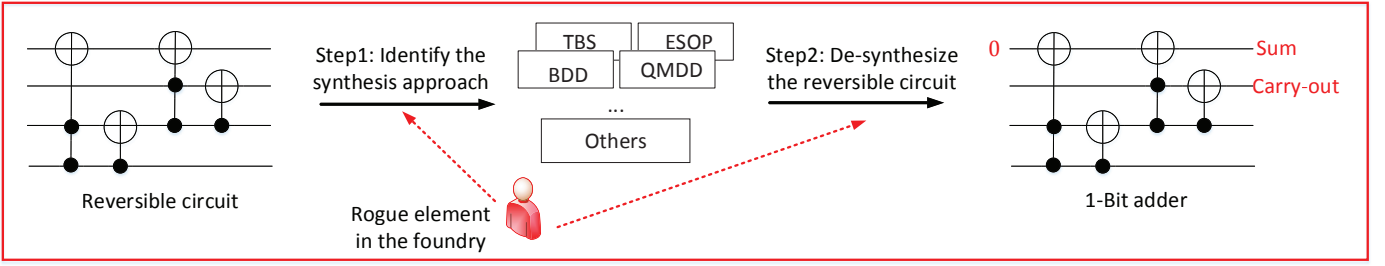 Step1: Identify the
synthesis approach
TBS
ESOP
BDD
QMDD
...
Others
Step2: De-synthesize
the reversible circuit
0
Sum
Carry-out
Reversible circuit
Rogue element
in the foundry
1-Bit adder